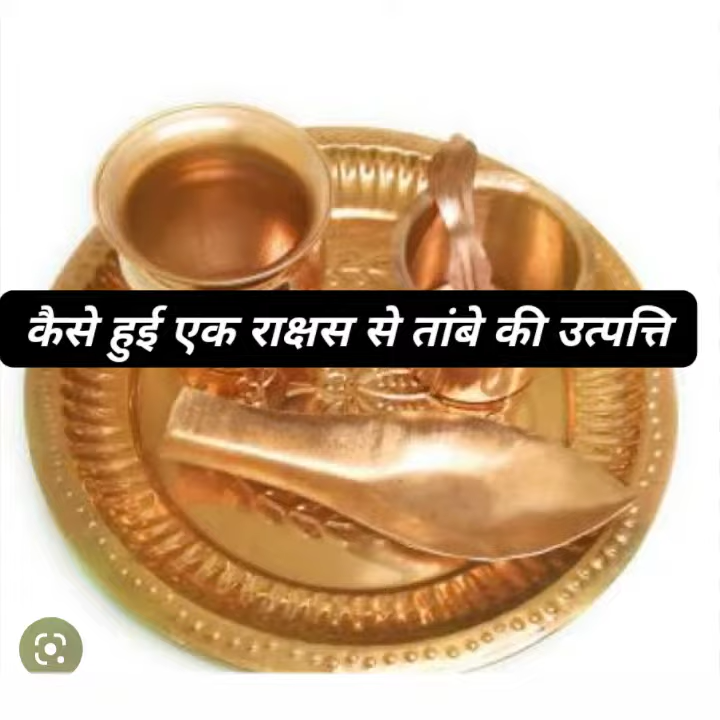 कैसे हुई एक राक्षस से तांबे की उत्पत्ति